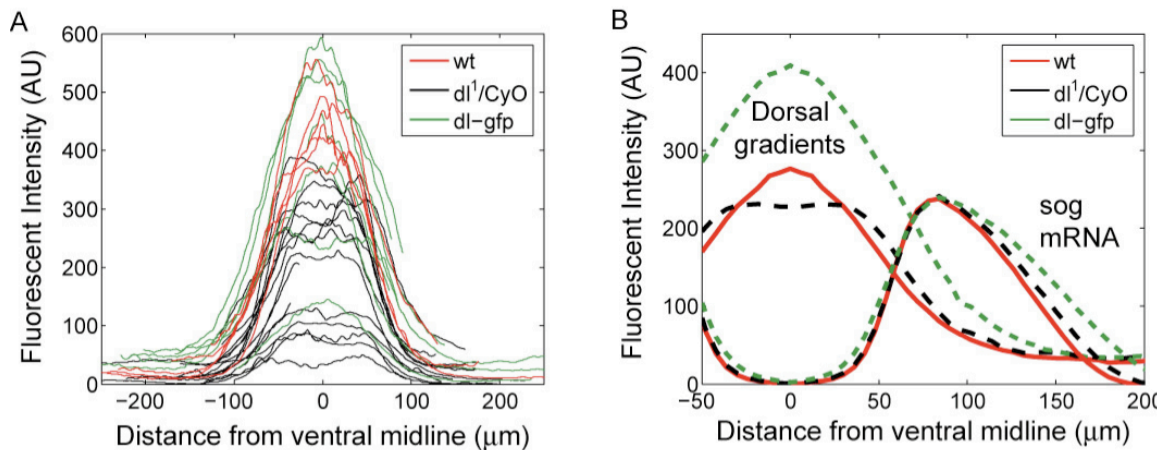 A
600
500
400
300
200
100
0
Fluorescent Intensity (AU)
−200 −100 0 100 200
Distance from ventral midline (μm)
wt
dl¹/CyO
dl−gfp
B
400
300
200
100
0
Fluorescent Intensity (AU)
−50 0 50 100 150 200
Distance from ventral midline (μm)
wt
dl¹/CyO
dl−gfp
Dorsal
gradients
sog
mRNA